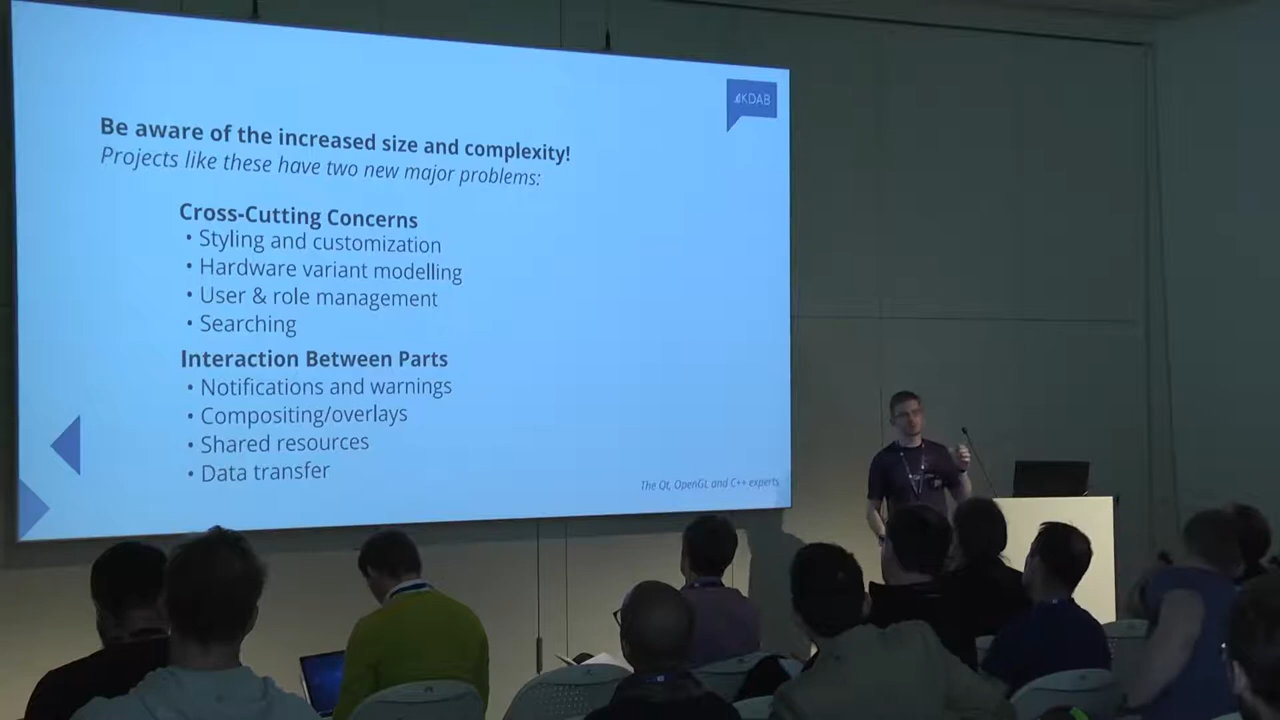 KDAB
Be aware of the increased size and complexity!
Projects like these have two new major problems:
Cross-Cutting Concerns
• Styling and customization
• Hardware variant modelling
• User & role management
• Searching
Interaction Between Parts
• Notifications and warnings
• Compositing/overlays
• Shared resources
• Data transfer
The Qt, OpenGL and C++ experts